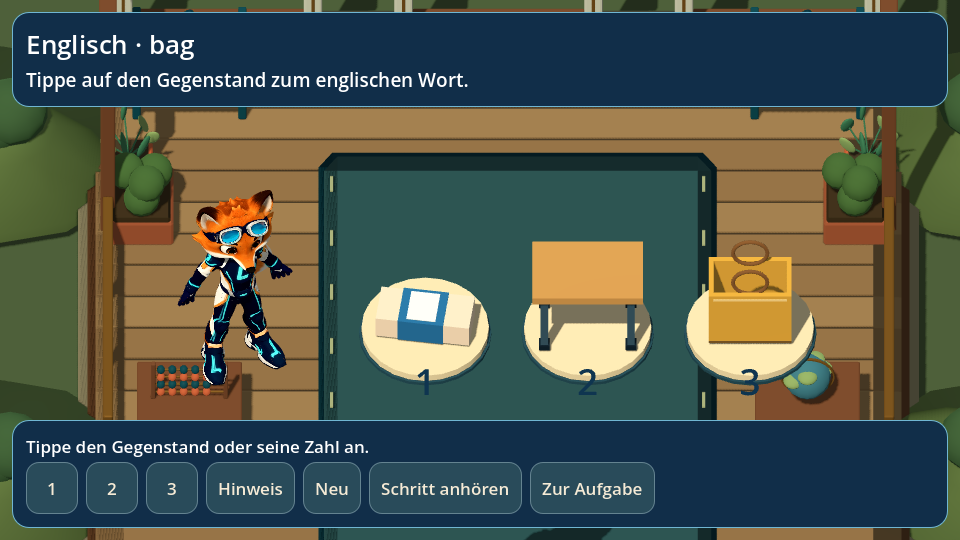 Englisch · bag
Tippe auf den Gegenstand zum englischen Wort.
1
2
3
Tippe den Gegenstand oder seine Zahl an.
1
2
3
Hinweis
Neu
Schritt anhören
Zur Aufgabe